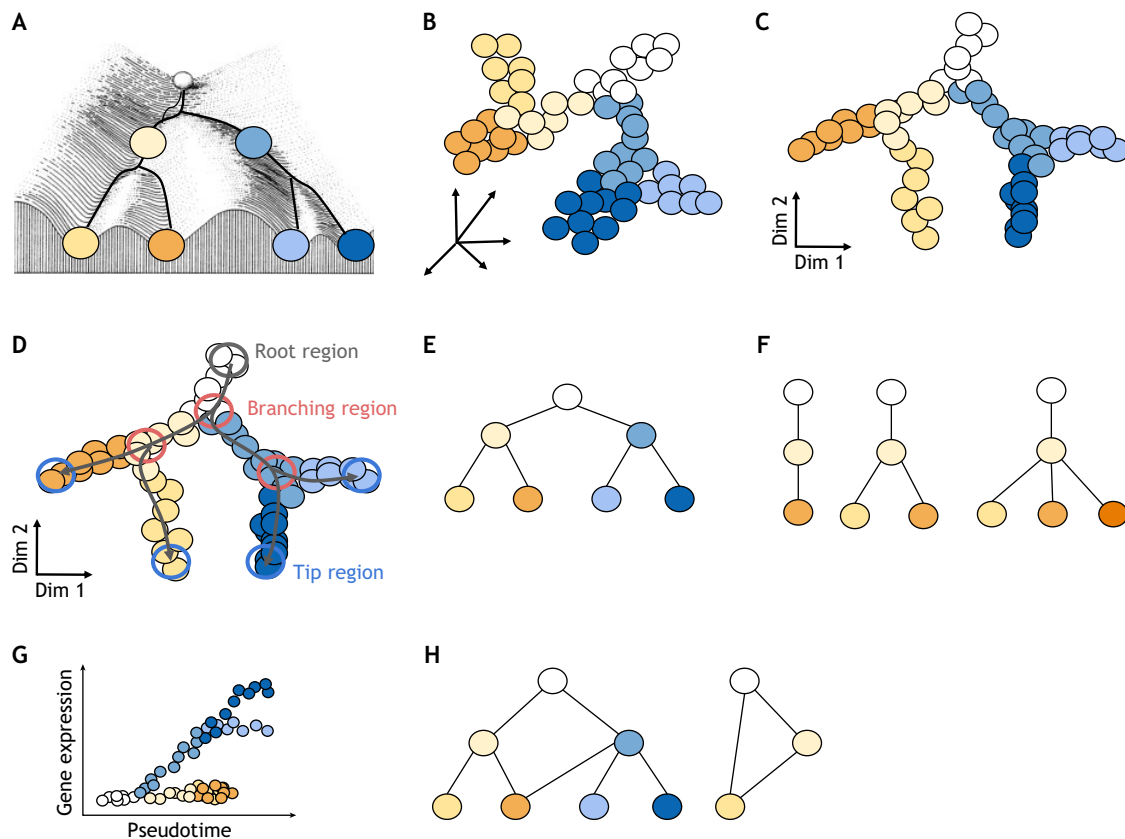 A
B
C
Dim 2
Dim 1
D
Root region
Branching region
Tip region
Dim 2
Dim 1
E
F
G
Gene expression
Pseudotime
H